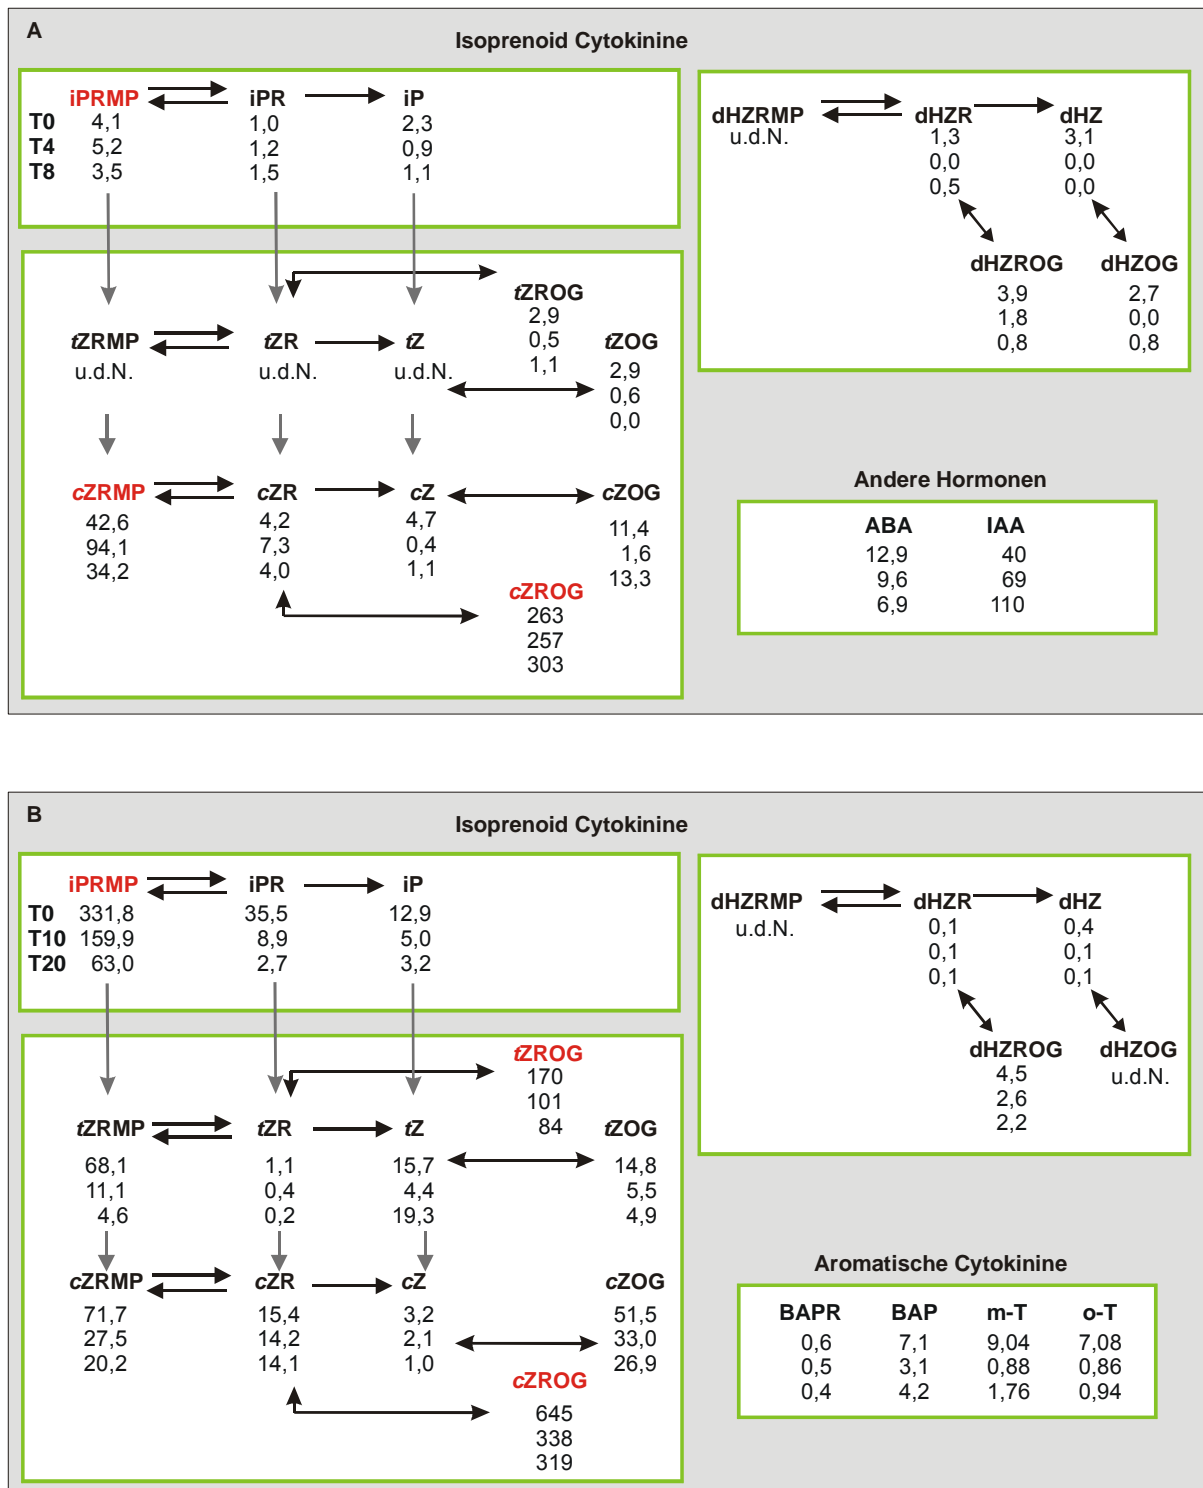 A
Isoprenoid Cytokinine
iPRMP iPR iP
T0 4,1 1,0 2,3
T4 5,2 1,2 0,9
T8 3,5 1,5 1,1
dHZRMP dHZR dHZ
u.d.N. 1,3 3,1
0,0 0,0
0,5 0,0
dHZROG dHZOG
3,9 2,7
1,8 0,0
0,8 0,8
tZROG
2,9
0,5
1,1
tZRMP tZR tZ tZOG
u.d.N. u.d.N. u.d.N. 2,9
0,6
0,0
cZRMP cZR cZ cZOG
42,6 4,2 4,7 11,4
94,1 7,3 0,4 1,6
34,2 4,0 1,1 13,3
cZROG
263
257
303
Andere Hormonen
ABA IAA
12,9 40
9,6 69
6,9 110
B
Isoprenoid Cytokinine
iPRMP iPR iP
T0 331,8 35,5 12,9
T10 159,9 8,9 5,0
T20 63,0 2,7 3,2
dHZRMP dHZR dHZ
u.d.N. 0,1 0,4
0,1 0,1
0,1 0,1
dHZROG dHZOG
4,5 u.d.N.
2,6
2,2
tZROG
170
101
84
tZRMP tZR tZ tZOG
68,1 1,1 15,7 14,8
11,1 0,4 4,4 5,5
4,6 0,2 19,3 4,9
cZRMP cZR cZ cZOG
71,7 15,4 3,2 51,5
27,5 14,2 2,1 33,0
20,2 14,1 1,0 26,9
cZROG
645
338
319
Aromatische Cytokinine
BAPR BAP m-T o-T
0,6 7,1 9,04 7,08
0,5 3,1 0,88 0,86
0,4 4,2 1,76 0,94